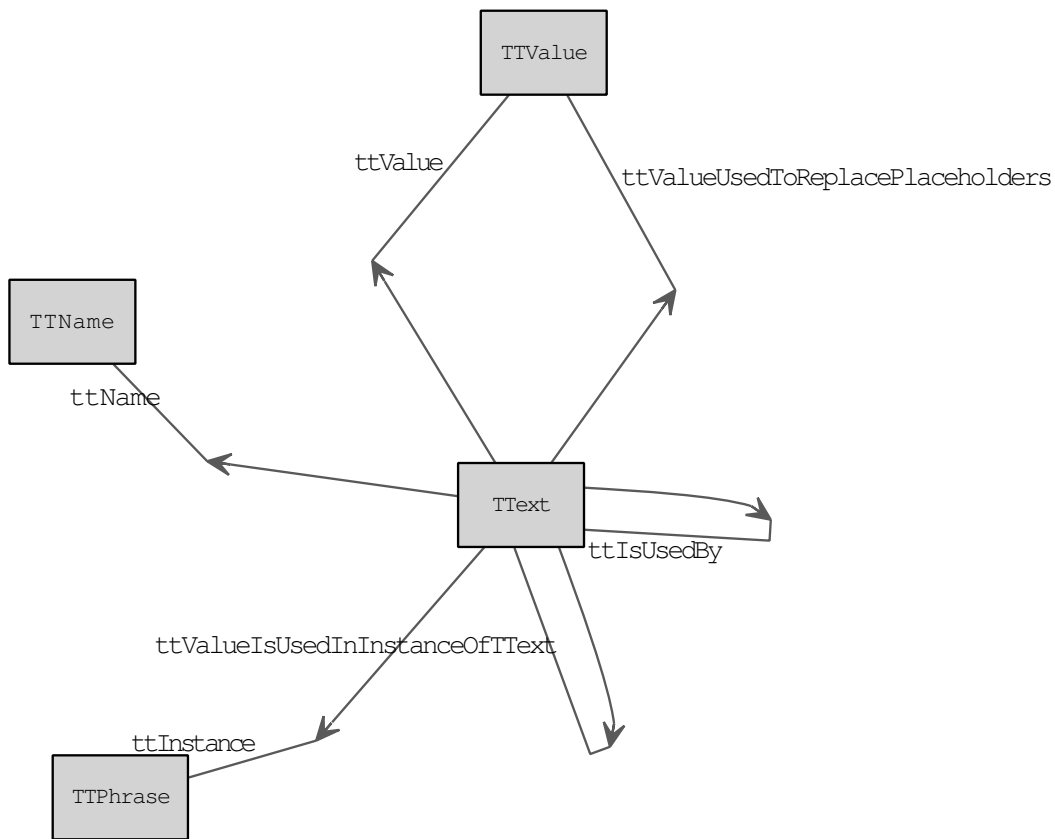 TTValue
ttValue
ttValueUsedToReplacePlaceholders
TTName
ttName
TText
ttIsUsedBy
ttValueIsUsedInInstanceOfTText
ttInstance
TTPhrase